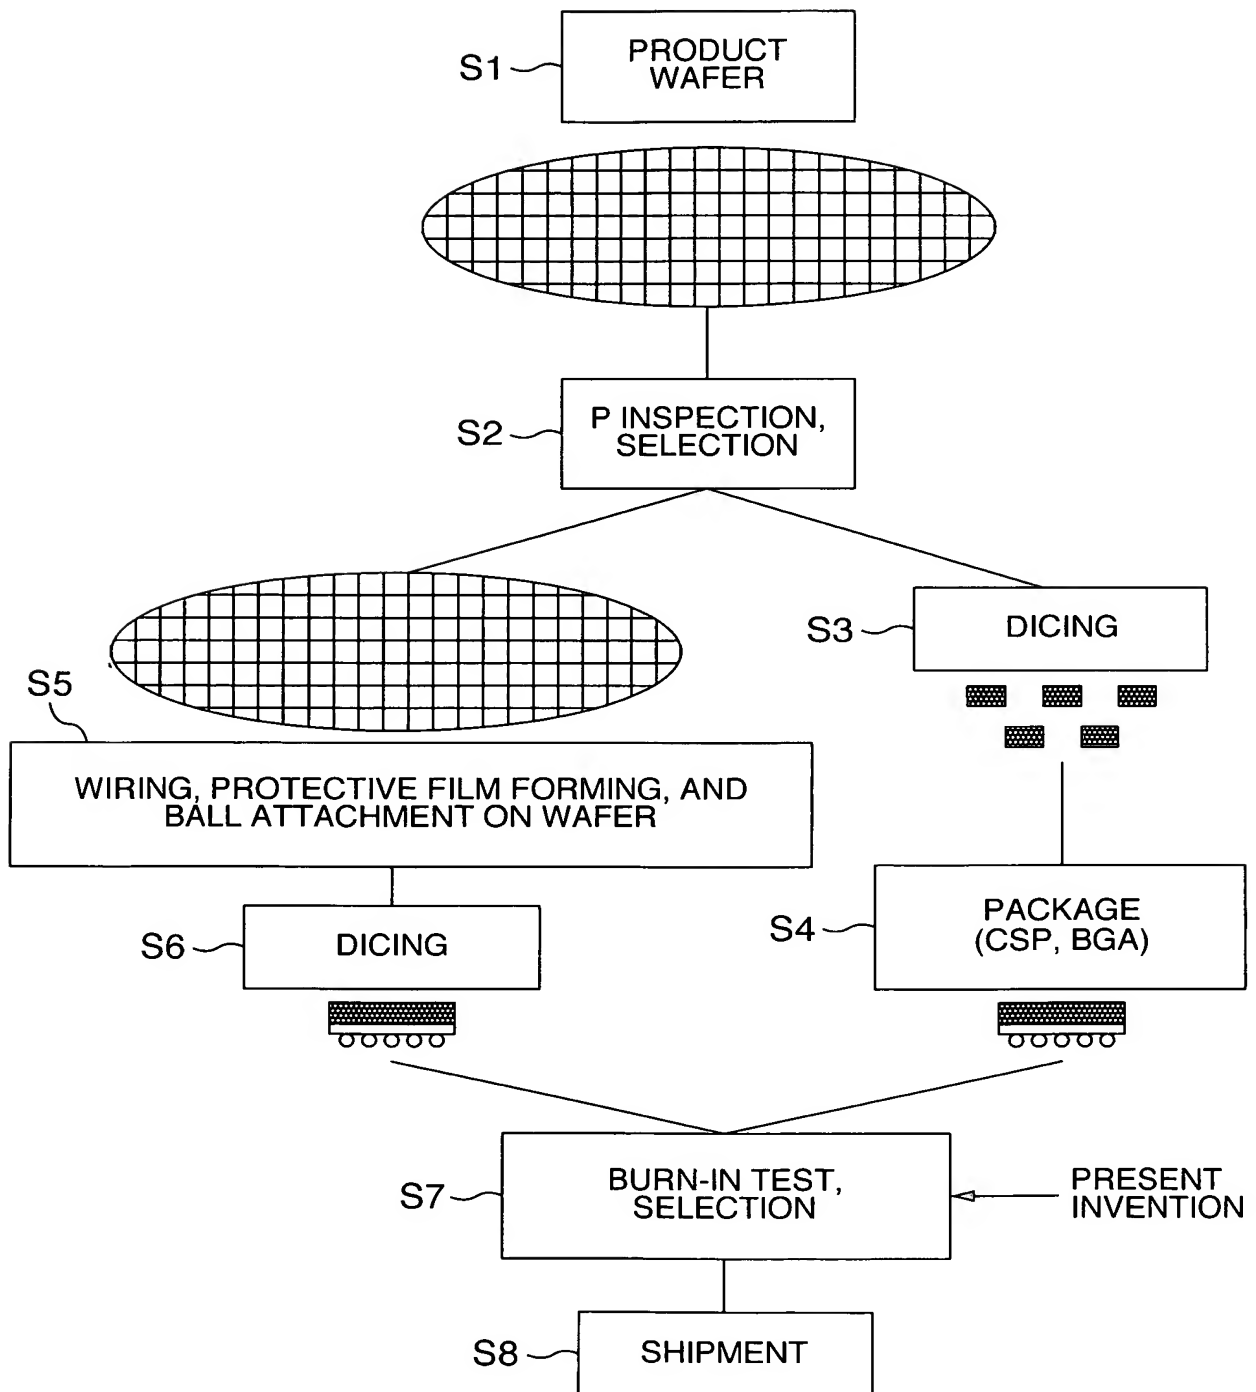 S1
PRODUCT
WAFER
S2
P INSPECTION,
SELECTION
S3
DICING
S5
WIRING, PROTECTIVE FILM FORMING, AND
BALL ATTACHMENT ON WAFER
S4
PACKAGE
(CSP, BGA)
S6
DICING
S7
BURN-IN TEST,
SELECTION
PRESENT
INVENTION
S8
SHIPMENT